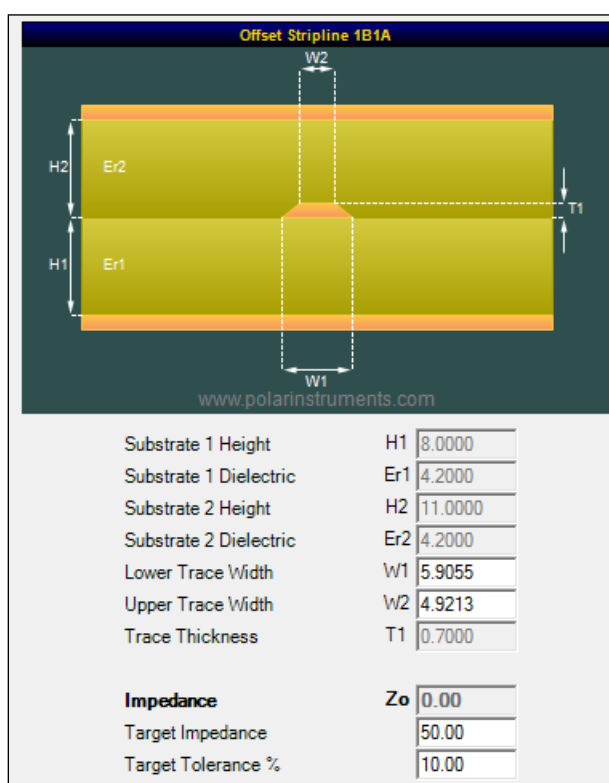 Offset Stripline 1B1A
W2
H2
Er2
T1
H1
Er1
W1
www.polarinstruments.com
Substrate 1 Height H1 8.0000
Substrate 1 Dielectric Er1 4.2000
Substrate 2 Height H2 11.0000
Substrate 2 Dielectric Er2 4.2000
Lower Trace Width W1 5.9055
Upper Trace Width W2 4.9213
Trace Thickness T1 0.7000
Impedance Zo 0.00
Target Impedance 50.00
Target Tolerance % 10.00